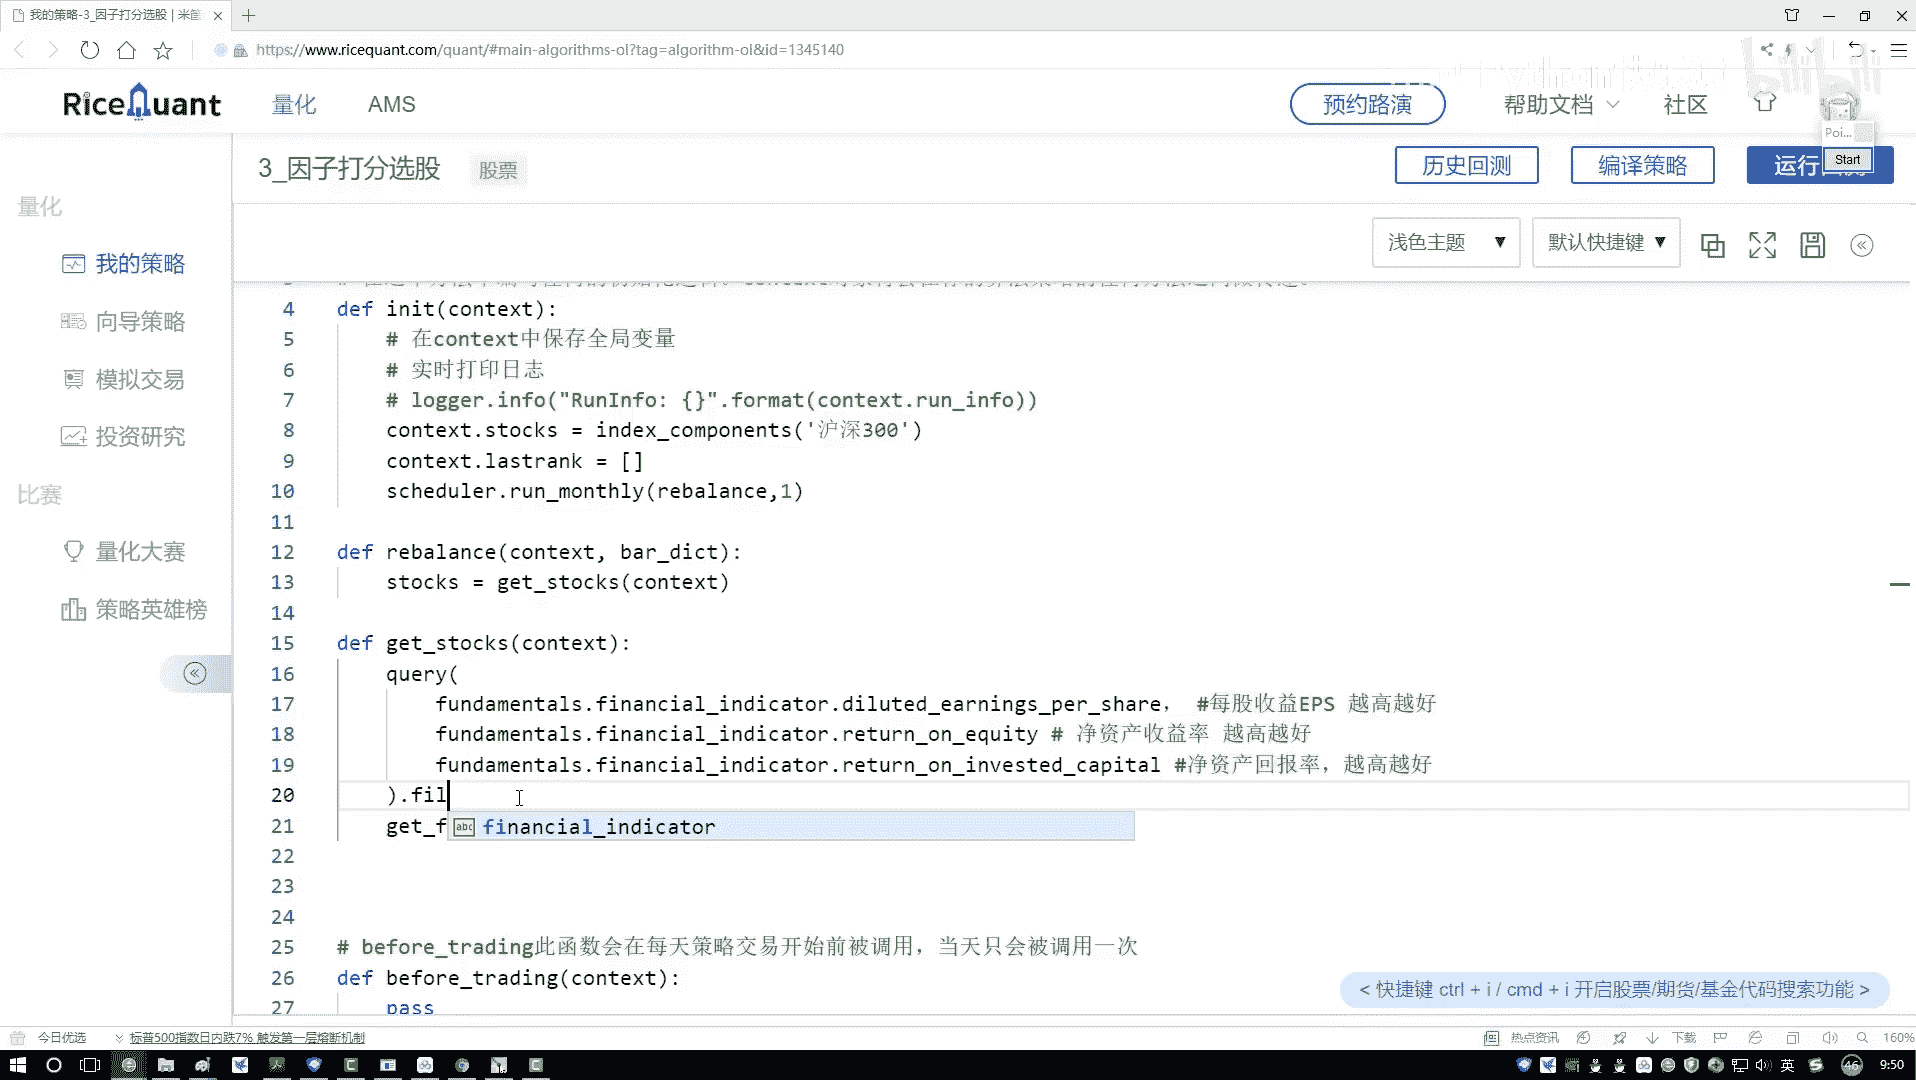 我的策略-3_因子打分选股 | 米筐
https://www.ricequant.com/quant/#main-algorithms-ol?tag=algorithm-ol&id=1345140
RiceQuant
量化
AMS
预约路演
帮助文档
社区
Poi...
Start
3_因子打分选股
股票
历史回测
编译策略
运行
量化
我的策略
向导策略
模拟交易
投资研究
比赛
量化大赛
策略英雄榜
浅色主题 ▼
默认快捷键 ▼
4 def init(context):
5 # 在context中保存全局变量
6 # 实时打印日志
7 # logger.info("RunInfo: {}".format(context.run_info))
8 context.stocks = index_components('沪深300')
9 context.lastrank = []
10 scheduler.run_monthly(rebalance,1)
11
12 def rebalance(context, bar_dict):
13 stocks = get_stocks(context)
14
15 def get_stocks(context):
16 query(
17 fundamentals.financial_indicator.diluted_earnings_per_share， #每股收益EPS 越高越好
18 fundamentals.financial_indicator.return_on_equity # 净资产收益率 越高越好
19 fundamentals.financial_indicator.return_on_invested_capital #净资产回报率，越高越好
20 ).fil
21 get_f
abc financial_indicator
22
23
24
25 # before_trading此函数会在每天策略交易开始前被调用，当天只会被调用一次
26 def before_trading(context):
27 pass
< 快捷键 ctrl + i / cmd + i 开启股票/期货/基金代码搜索功能 >
今日优选
标普500指数日内跌7% 触发第一层熔断机制
热点资讯
下载
160%
英
46
9:50